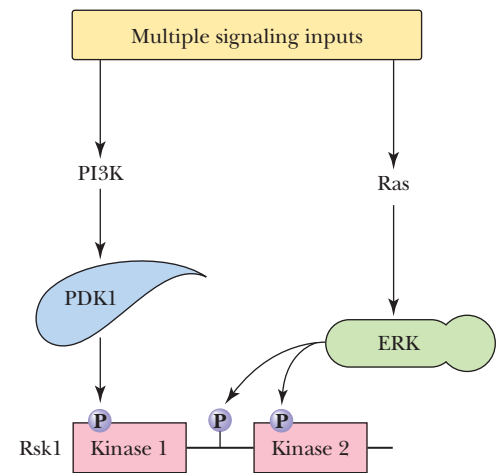 Multiple signaling inputs
PI3K
Ras
PDK1
ERK
P
P
P
Rsk1
Kinase 1
Kinase 2